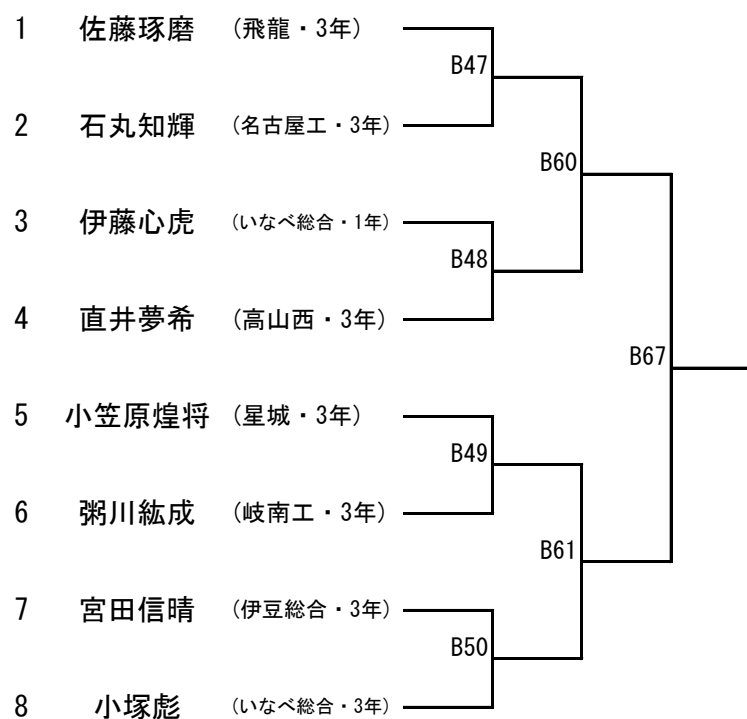 1 佐藤琢磨 (飛龍・3年)
B47
2 石丸知輝 (名古屋工・3年)
B60
3 伊藤心虎 (いなべ総合・1年)
B48
4 直井夢希 (高山西・3年)
B67
5 小笠原煌将 (星城・3年)
B49
6 粥川紘成 (岐南工・3年)
B61
7 宮田信晴 (伊豆総合・3年)
B50
8 小塚彪 (いなべ総合・3年)